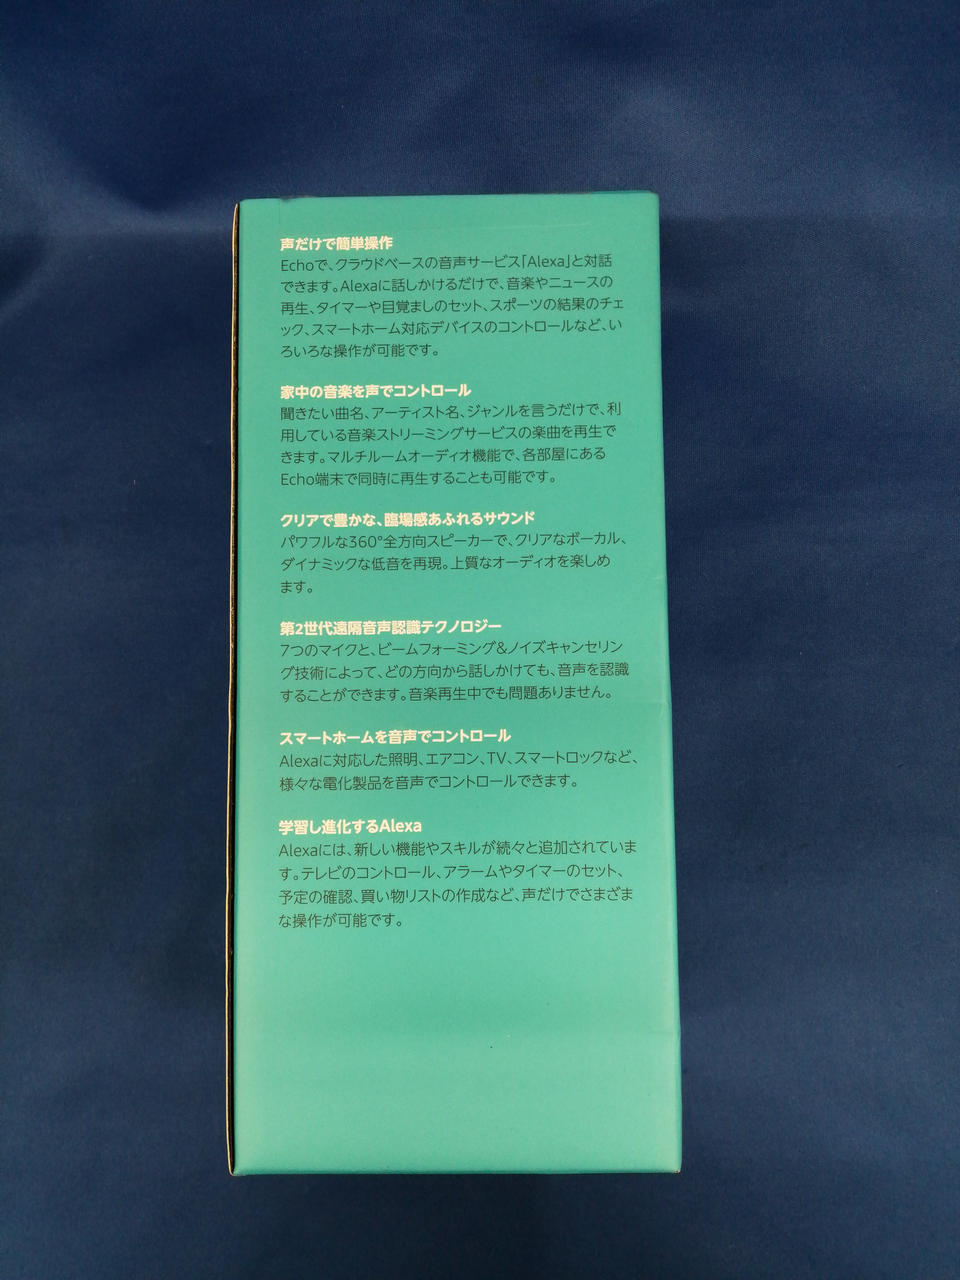 声だけで簡単操作
Echoで、クラウドベースの音声サービス「Alexa」と対話
できます。Alexaに話しかけるだけで、音楽やニュースの
再生、タイマーや目覚ましのセット、スポーツの結果のチェ
ック、スマートホーム対応デバイスのコントロールなど、い
ろいろな操作が可能です。
家中の音楽を声でコントロール
聞きたい曲名、アーティスト名、ジャンルを言うだけで、利
用している音楽ストリーミングサービスの楽曲を再生で
きます。マルチルームオーディオ機能で、各部屋にある
Echo端末で同時に再生することも可能です。
クリアで豊かな、臨場感あふれるサウンド
パワフルな360°全方向スピーカーで、クリアなボーカル、
ダイナミックな低音を再現。上質なオーディオを楽しめ
ます。
第2世代遠隔音声認識テクノロジー
7つのマイクと、ビームフォーミング&ノイズキャンセリン
グ技術によって、どの方向から話しかけても、音声を認識
することができます。音楽再生中でも問題ありません。
スマートホームを音声でコントロール
Alexaに対応した照明、エアコン、TV、スマートロックなど、
様々な電化製品を音声でコントロールできます。
学習し進化するAlexa
Alexaには、新しい機能やスキルが続々と追加されていま
す。テレビのコントロール、アラームやタイマーのセット、
予定の確認、買い物リストの作成など、声だけでさまざま
な操作が可能です。